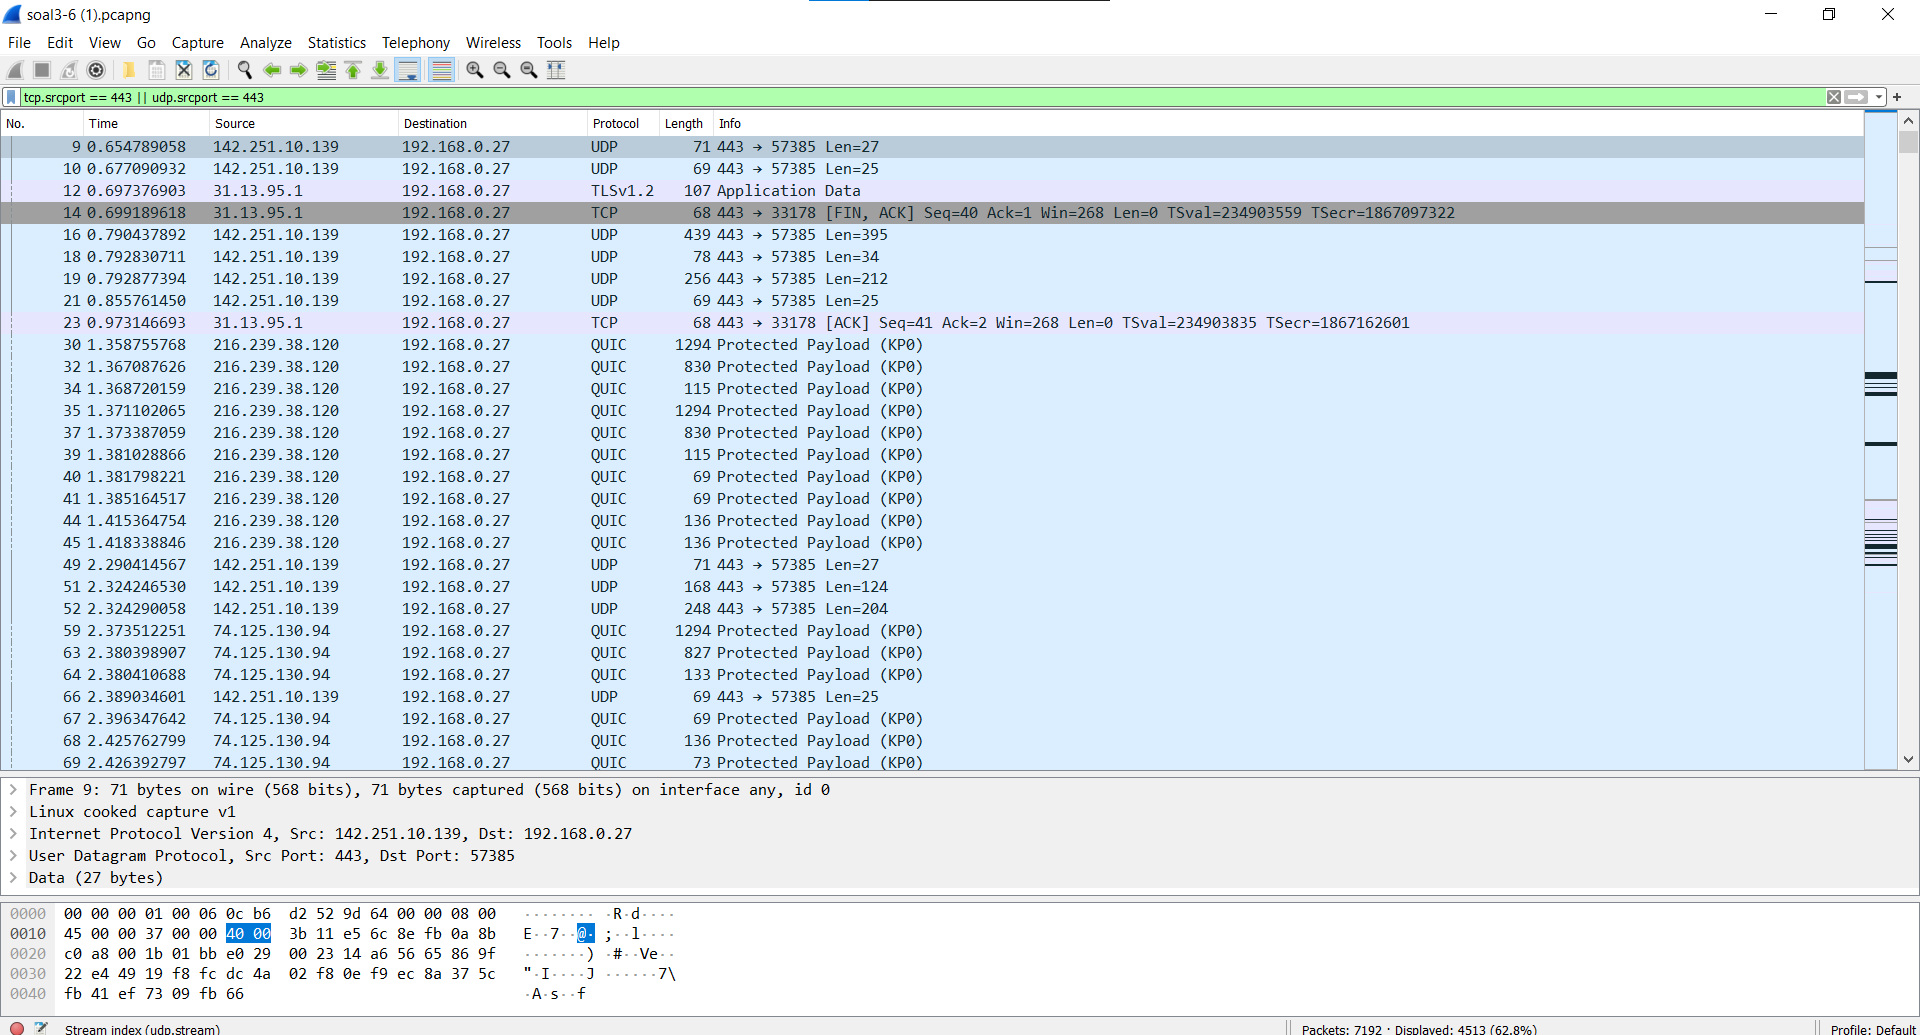 soal3-6 (1).pcapng
File Edit View Go Capture Analyze Statistics Telephony Wireless Tools Help
tcp.srcport == 443 || udp.srcport == 443
No. Time Source Destination Protocol Length Info
9 0.654789058 142.251.10.139 192.168.0.27 UDP 71 443 → 57385 Len=27
10 0.677090932 142.251.10.139 192.168.0.27 UDP 69 443 → 57385 Len=25
12 0.697376903 31.13.95.1 192.168.0.27 TLSv1.2 107 Application Data
14 0.699189618 31.13.95.1 192.168.0.27 TCP 68 443 → 33178 [FIN, ACK] Seq=40 Ack=1 Win=268 Len=0 TSval=234903559 TSecr=1867097322
16 0.790437892 142.251.10.139 192.168.0.27 UDP 439 443 → 57385 Len=395
18 0.792830711 142.251.10.139 192.168.0.27 UDP 78 443 → 57385 Len=34
19 0.792877394 142.251.10.139 192.168.0.27 UDP 256 443 → 57385 Len=212
21 0.855761450 142.251.10.139 192.168.0.27 UDP 69 443 → 57385 Len=25
23 0.973146693 31.13.95.1 192.168.0.27 TCP 68 443 → 33178 [ACK] Seq=41 Ack=2 Win=268 Len=0 TSval=234903835 TSecr=1867162601
30 1.358755768 216.239.38.120 192.168.0.27 QUIC 1294 Protected Payload (KP0)
32 1.367087626 216.239.38.120 192.168.0.27 QUIC 830 Protected Payload (KP0)
34 1.368720159 216.239.38.120 192.168.0.27 QUIC 115 Protected Payload (KP0)
35 1.371102065 216.239.38.120 192.168.0.27 QUIC 1294 Protected Payload (KP0)
37 1.373387059 216.239.38.120 192.168.0.27 QUIC 830 Protected Payload (KP0)
39 1.381028866 216.239.38.120 192.168.0.27 QUIC 115 Protected Payload (KP0)
40 1.381798221 216.239.38.120 192.168.0.27 QUIC 69 Protected Payload (KP0)
41 1.385164517 216.239.38.120 192.168.0.27 QUIC 69 Protected Payload (KP0)
44 1.415364754 216.239.38.120 192.168.0.27 QUIC 136 Protected Payload (KP0)
45 1.418338846 216.239.38.120 192.168.0.27 QUIC 136 Protected Payload (KP0)
49 2.290414567 142.251.10.139 192.168.0.27 UDP 71 443 → 57385 Len=27
51 2.324246530 142.251.10.139 192.168.0.27 UDP 168 443 → 57385 Len=124
52 2.324290058 142.251.10.139 192.168.0.27 UDP 248 443 → 57385 Len=204
59 2.373512251 74.125.130.94 192.168.0.27 QUIC 1294 Protected Payload (KP0)
63 2.380398907 74.125.130.94 192.168.0.27 QUIC 827 Protected Payload (KP0)
64 2.380410688 74.125.130.94 192.168.0.27 QUIC 133 Protected Payload (KP0)
66 2.389034601 142.251.10.139 192.168.0.27 UDP 69 443 → 57385 Len=25
67 2.396347642 74.125.130.94 192.168.0.27 QUIC 69 Protected Payload (KP0)
68 2.425762799 74.125.130.94 192.168.0.27 QUIC 136 Protected Payload (KP0)
69 2.426392797 74.125.130.94 192.168.0.27 QUIC 73 Protected Payload (KP0)
Frame 9: 71 bytes on wire (568 bits), 71 bytes captured (568 bits) on interface any, id 0
Linux cooked capture v1
Internet Protocol Version 4, Src: 142.251.10.139, Dst: 192.168.0.27
User Datagram Protocol, Src Port: 443, Dst Port: 57385
Data (27 bytes)
0000 00 00 00 01 00 06 0c b6 d2 52 9d 64 00 00 08 00 ········ ·R·d····
0010 45 00 00 37 00 00 40 00 3b 11 e5 6c 8e fb 0a 8b E··7··@· ;··l····
0020 c0 a8 00 1b 01 bb e0 29 00 23 14 a6 56 65 86 9f ·······) ·#··Ve··
0030 22 e4 49 19 f8 fc dc 4a 02 f8 0e f9 ec 8a 37 5c "·I····J ······7\
0040 fb 41 ef 73 09 fb 66 ·A·s··f
Stream index (udp.stream) Packets: 7192 · Displayed: 4513 (62.8%) Profile: Default